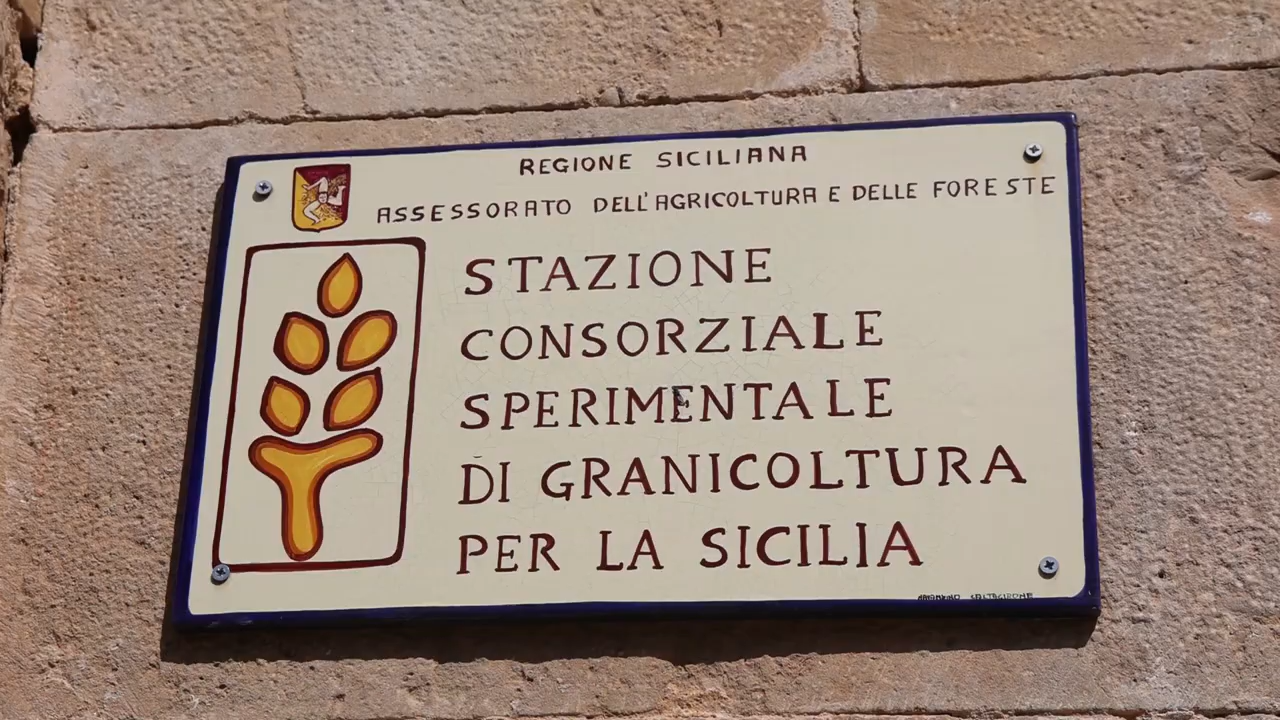 REGIONE SICILIANA
ASSESSORATO DELL'AGRICOLTURA E DELLE FORESTE
STAZIONE
CONSORZIALE
SPERIMENTALE
DI GRANICOLTURA
PER LA SICILIA